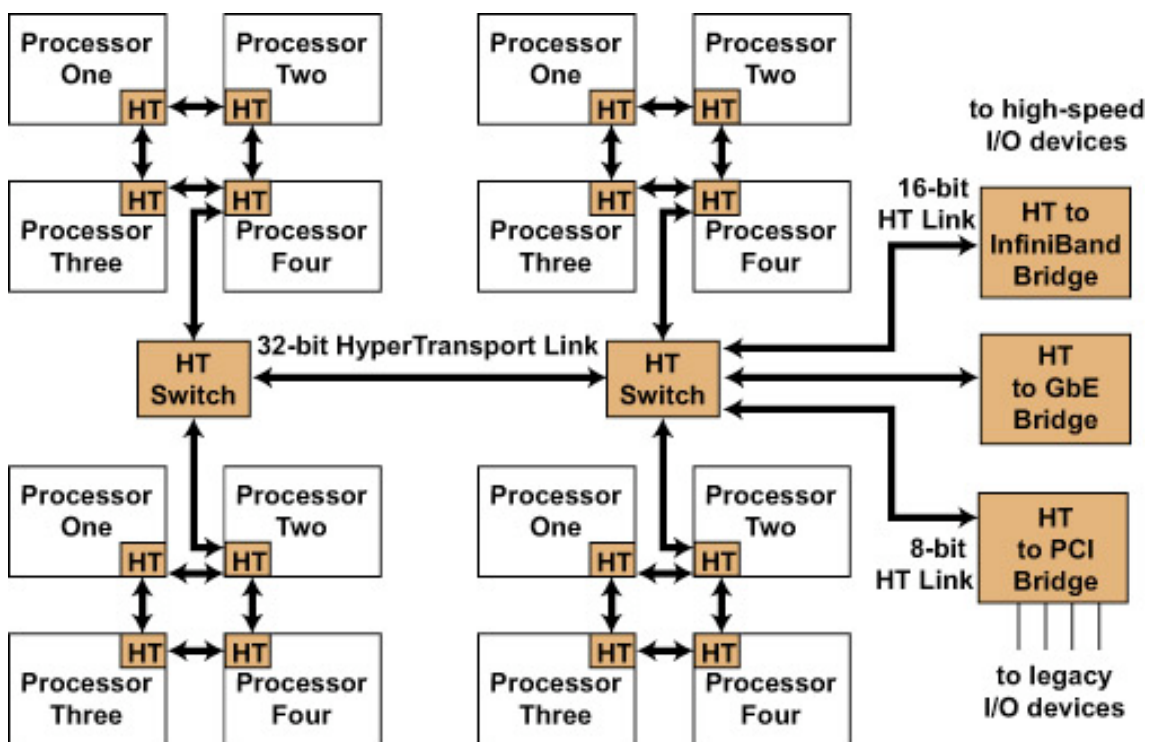 Processor
One
HT
Processor
Two
HT
Processor
Three
HT
Processor
Four
HT
Processor
One
HT
Processor
Two
HT
Processor
Three
HT
Processor
Four
HT
to high-speed
I/O devices
16-bit
HT Link
HT to
InfiniBand
Bridge
HT
Switch
32-bit HyperTransport Link
HT
Switch
HT
to GbE
Bridge
Processor
One
HT
Processor
Two
HT
Processor
Three
HT
Processor
Four
HT
Processor
One
HT
Processor
Two
HT
Processor
Three
HT
Processor
Four
HT
8-bit
HT Link
HT
to PCI
Bridge
to legacy
I/O devices